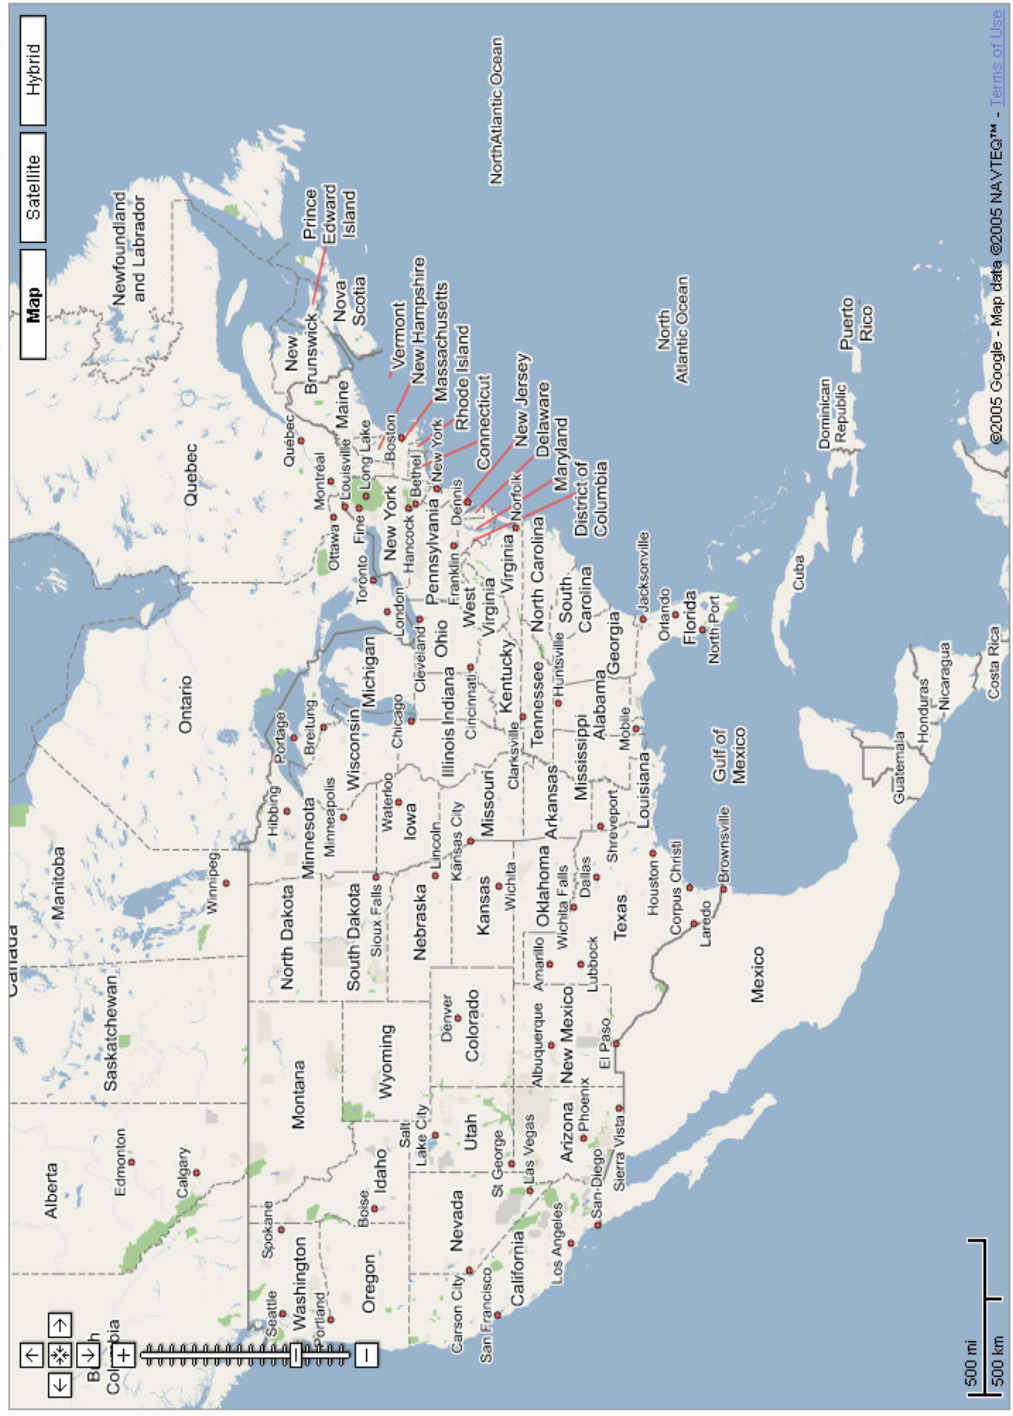 Map
Satellite
Hybrid
Canada
Alberta
Edmonton
Saskatchewan
Manitoba
Newfoundland
and Labrador
Calgary
Ontario
Quebec
Winnipeg
Seattle
Spokane
Washington
Portland
Montana
North Dakota
Hibbing
Minnesota
Minneapolis
Portage
Breitung
Québec
New
Brunswick
Prince
Edward
Island
Nova
Scotia
Maine
Montréal
Ottawa
Louisville
Long Lake
Fine
Oregon
Boise
Idaho
Wyoming
South Dakota
Sioux Falls
Wisconsin
Michigan
Toronto
London
New York
Boston
Vermont
New Hampshire
Massachusetts
Rhode Island
Connecticut
Hancock
Bethel
New York
Waterloo
Iowa
Chicago
Cleveland
Ohio
Pennsylvania
Franklin
Dennis
New Jersey
Delaware
Maryland
District of
Columbia
Carson City
San Francisco
Nevada
California
Salt
Lake City
Utah
Denver
Colorado
Nebraska
Lincoln
Kansas City
Kansas
Wichita
Missouri
Illinois
Indiana
Cincinnati
West
Virginia
Kentucky
Virginia
Norfolk
NorthAtlantic Ocean
St George
Las Vegas
Los Angeles
San-Diego
Arizona
Phoenix
Sierra Vista
Albuquerque
New Mexico
El Paso
Amarillo
Lubbock
Oklahoma
Wichita Falls
Dallas
Texas
Arkansas
Shreveport
Clarksville
Tennessee
Huntsville
North Carolina
South
Carolina
Mississippi
Alabama
Georgia
Louisiana
Mobile
Jacksonville
Orlando
Florida
North Port
Houston
Corpus Christi
Laredo
Brownsville
Gulf of
Mexico
North
Atlantic Ocean
Mexico
Cuba
Dominican
Republic
Puerto
Rico
Guatemala
Honduras
Nicaragua
Costa Rica
500 mi
500 km
©2005 Google - Map data ©2005 NAVTEQ™ - Terms of Use